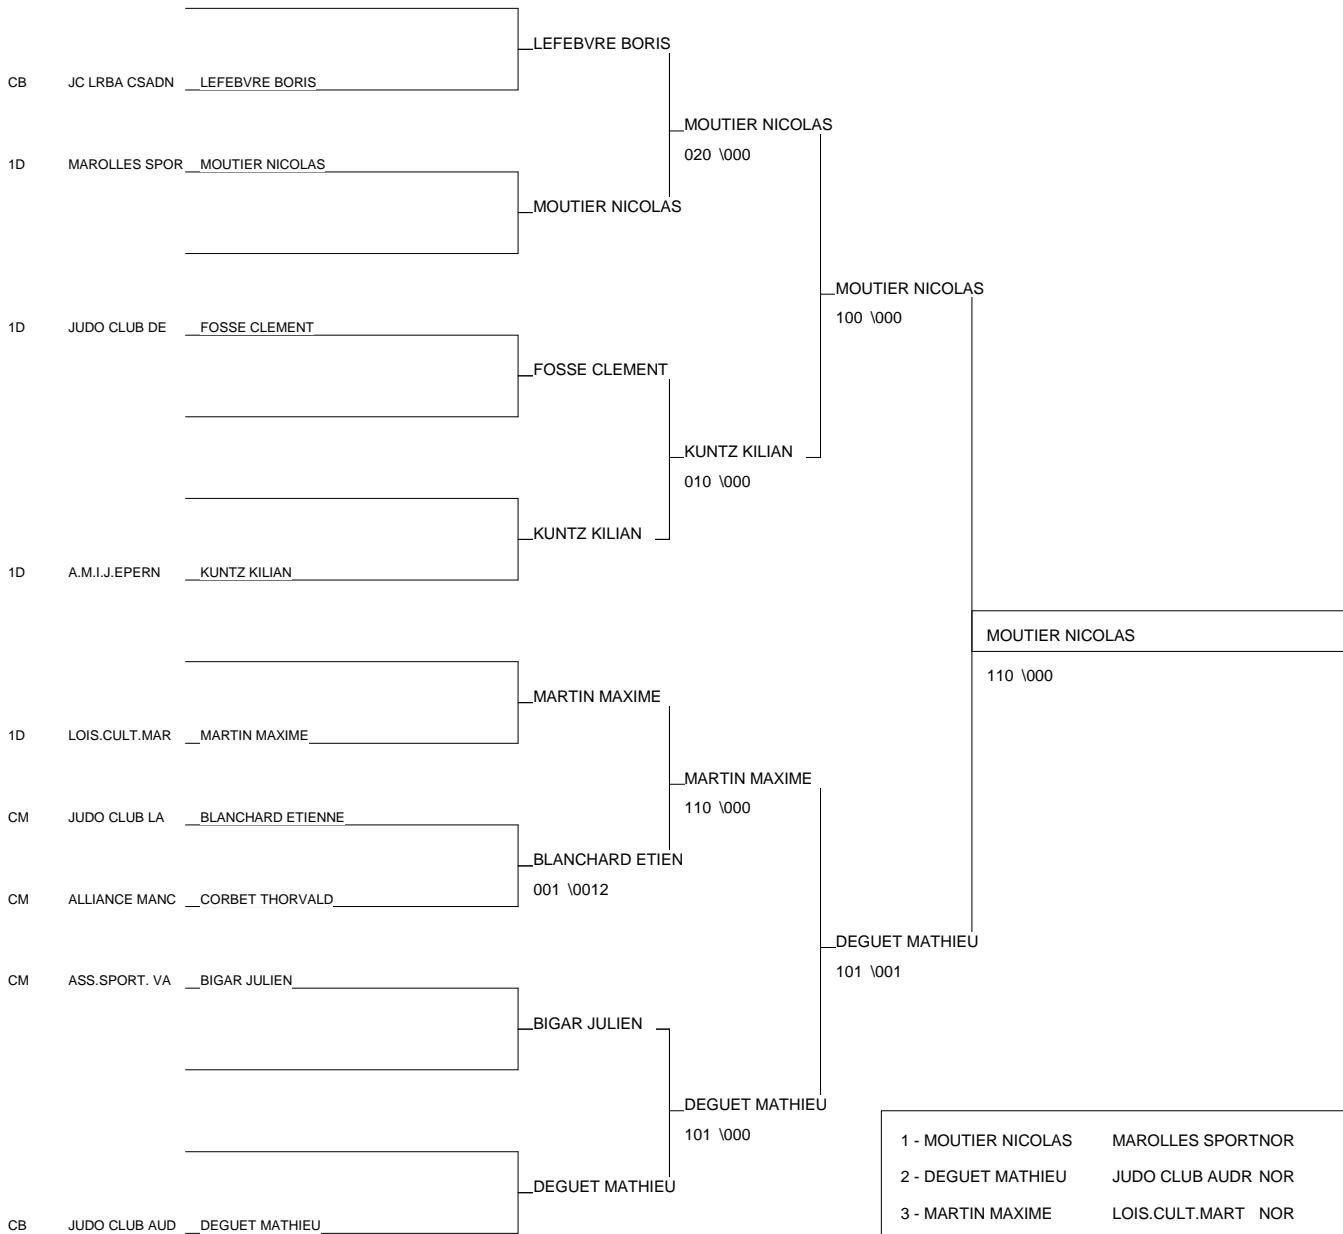 LEFEBVRE BORIS
CB JC LRBA CSADN LEFEBVRE BORIS
MOUTIER NICOLAS
020 \000
1D MAROLLES SPOR MOUTIER NICOLAS
MOUTIER NICOLAS
MOUTIER NICOLAS
100 \000
1D JUDO CLUB DE FOSSE CLEMENT
FOSSE CLEMENT
KUNTZ KILIAN
010 \000
KUNTZ KILIAN
1D A.M.I.J.EPERN KUNTZ KILIAN
MOUTIER NICOLAS
110 \000
MARTIN MAXIME
1D LOIS.CULT.MAR MARTIN MAXIME
MARTIN MAXIME
110 \000
CM JUDO CLUB LA BLANCHARD ETIENNE
BLANCHARD ETIEN
001 \0012
CM ALLIANCE MANC CORBET THORVALD
DEGUET MATHIEU
101 \001
CM ASS.SPORT. VA BIGAR JULIEN
BIGAR JULIEN
DEGUET MATHIEU
101 \000
1 - MOUTIER NICOLAS MAROLLES SPORTNOR
2 - DEGUET MATHIEU JUDO CLUB AUDR NOR
DEGUET MATHIEU
3 - MARTIN MAXIME LOIS.CULT.MART NOR
CB JUDO CLUB AUD DEGUET MATHIEU